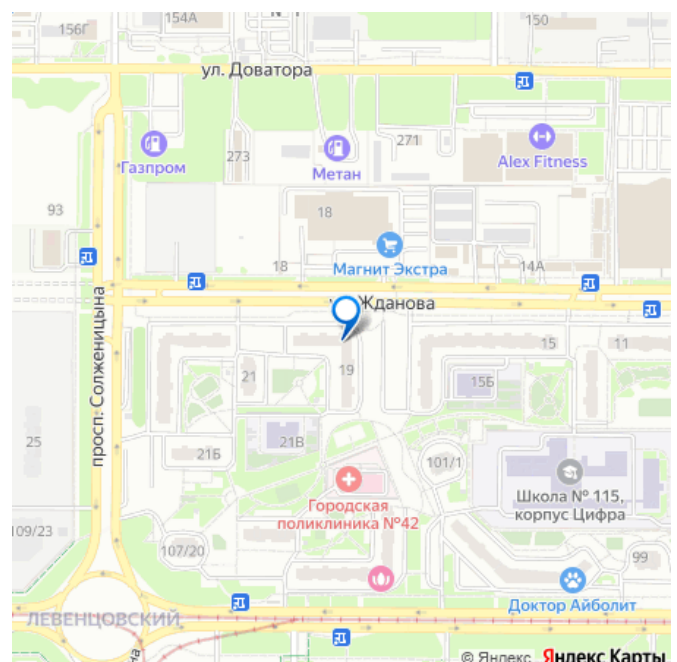 156Г
154А
150
ул. Доватора
Газпром
273
Метан
271
Alex Fitness
93
18
18
Магнит Экстра
14А
Жданова
просп. Солженицына
19
21
15
11
15Б
25
21Б
21В
101/1
Школа № 115,
корпус Цифра
Городская
поликлиника №42
109/23
107/20
99
Доктор Айболит
ЛЕВЕНЦОВСКИЙ
© Яндекс Яндекс Карты